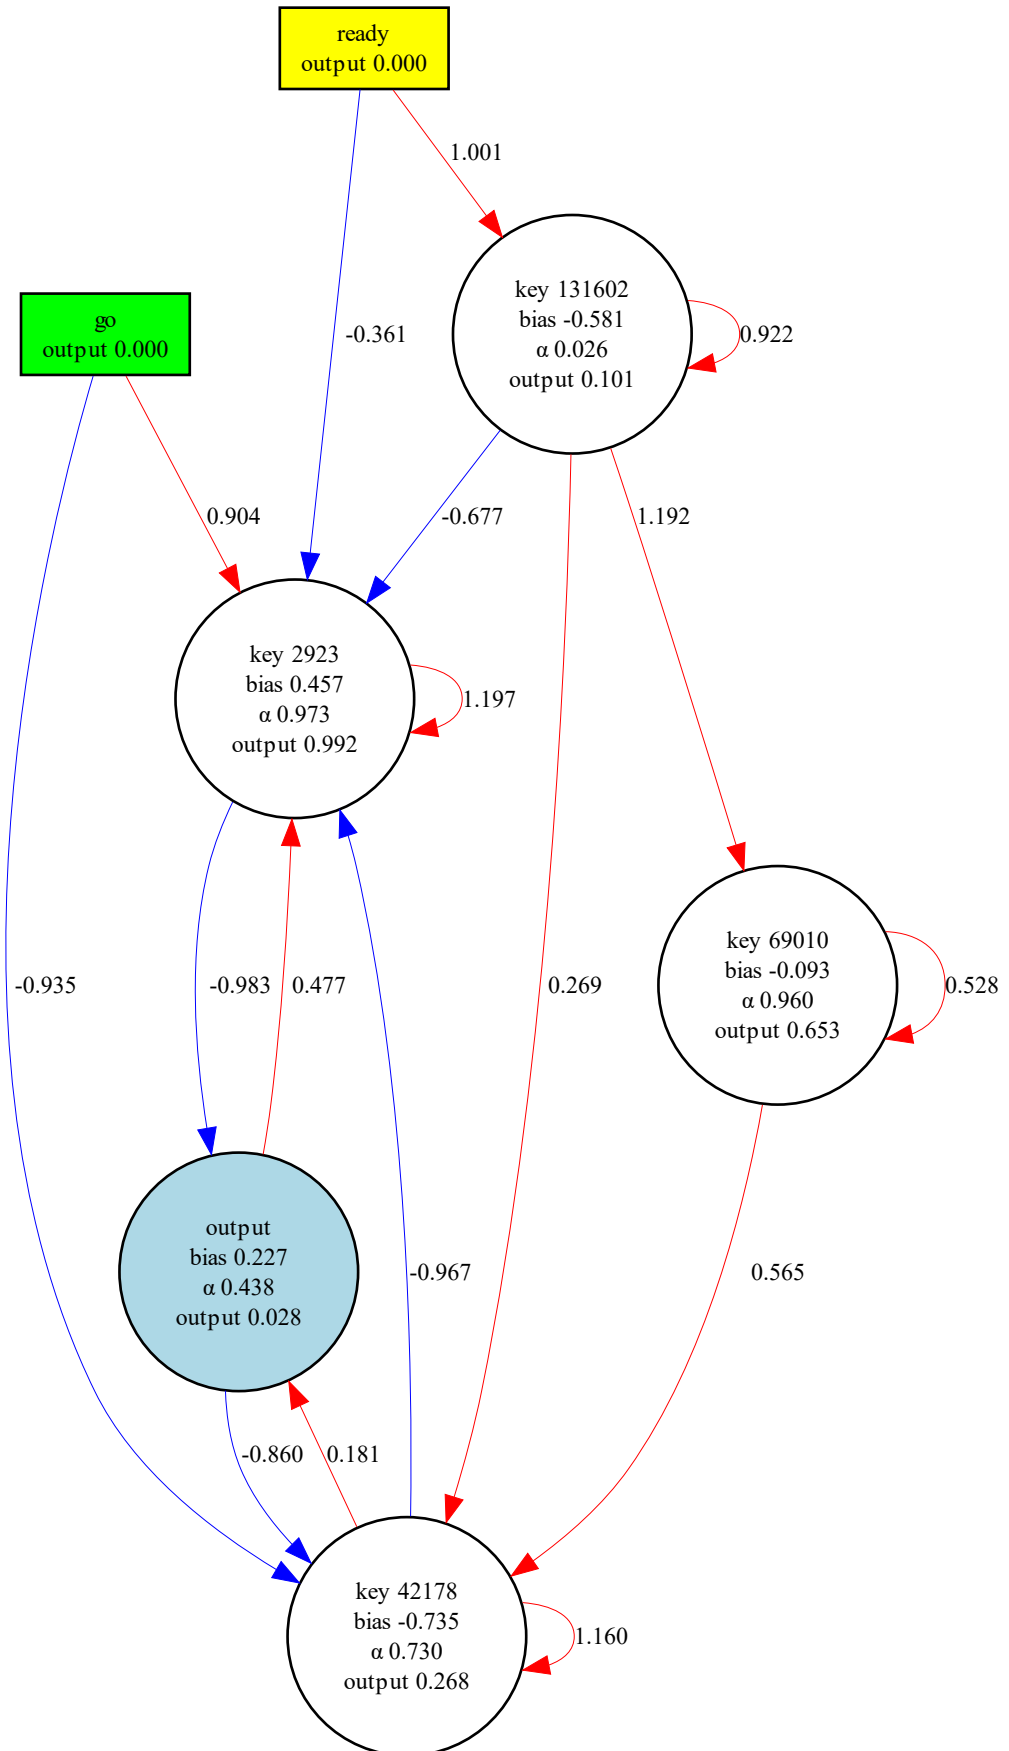 ready
output 0.000
1.001
go
output 0.000
-0.361
key 131602
bias -0.581
α 0.026
output 0.101
0.922
0.904
-0.677
1.192
key 2923
bias 0.457
α 0.973
output 0.992
1.197
-0.935
-0.983
0.477
0.269
key 69010
bias -0.093
α 0.960
output 0.653
0.528
output
bias 0.227
α 0.438
output 0.028
-0.967
0.565
-0.860
0.181
key 42178
bias -0.735
α 0.730
output 0.268
1.160